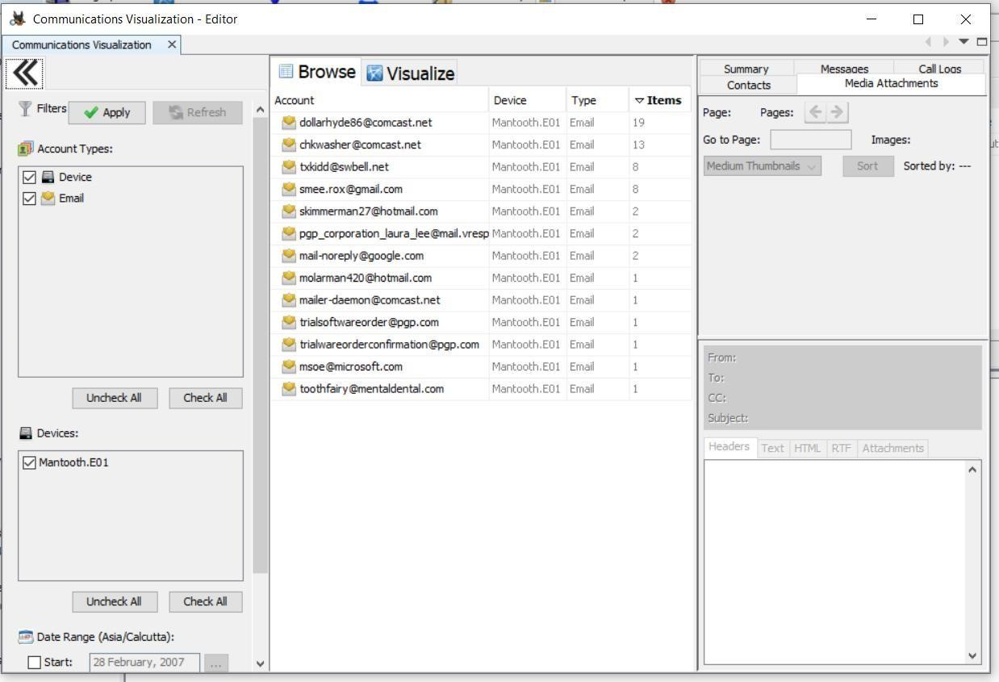 Communications Visualization - Editor
Communications Visualization
Filters
Apply
Refresh
Account Types:
Device
Email
Uncheck All
Check All
Devices:
Mantooth.E01
Uncheck All
Check All
Date Range (Asia/Calcutta):
Start: 28 February, 2007 ...
Browse
Visualize
Account Device Type Items
dollarhyde86@comcast.net Mantooth.E01 Email 19
chkwasher@comcast.net Mantooth.E01 Email 13
txkidd@swbell.net Mantooth.E01 Email 8
smee.rox@gmail.com Mantooth.E01 Email 8
skimmerman27@hotmail.com Mantooth.E01 Email 2
pgp_corporation_laura_lee@mail.vresp Mantooth.E01 Email 2
mail-noreply@google.com Mantooth.E01 Email 2
molarman420@hotmail.com Mantooth.E01 Email 1
mailer-daemon@comcast.net Mantooth.E01 Email 1
trialsoftwareorder@pgp.com Mantooth.E01 Email 1
trialwareorderconfirmation@pgp.com Mantooth.E01 Email 1
msoe@microsoft.com Mantooth.E01 Email 1
toothfairy@mentaldental.com Mantooth.E01 Email 1
Summary Messages Call Logs
Contacts Media Attachments
Page: Pages:
Go to Page: Images:
Medium Thumbnails Sort Sorted by: ---
From:
To:
CC:
Subject:
Headers Text HTML RTF Attachments